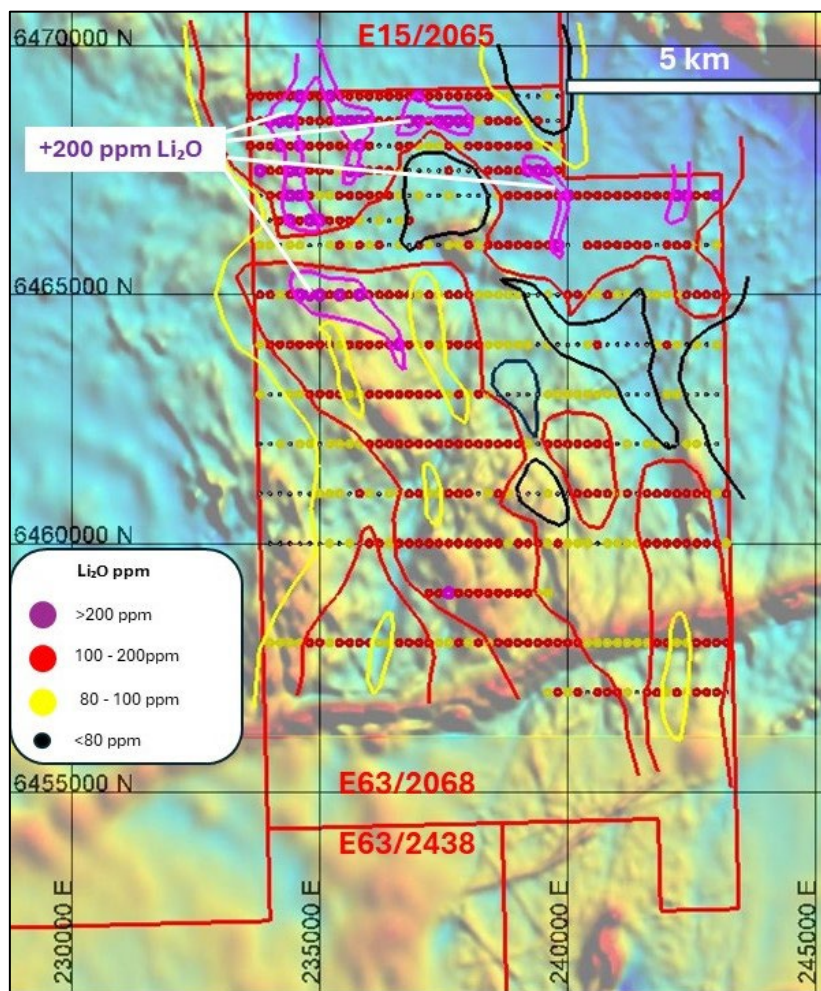 E15/2065
6470000 N
5 km
+200 ppm Li₂O
6465000 N
6460000 N
Li₂O ppm
>200 ppm
100 - 200ppm
80 - 100 ppm
<80 ppm
6455000 N
E63/2068
E63/2438
230000 E
235000 E
240000 E
245000 E